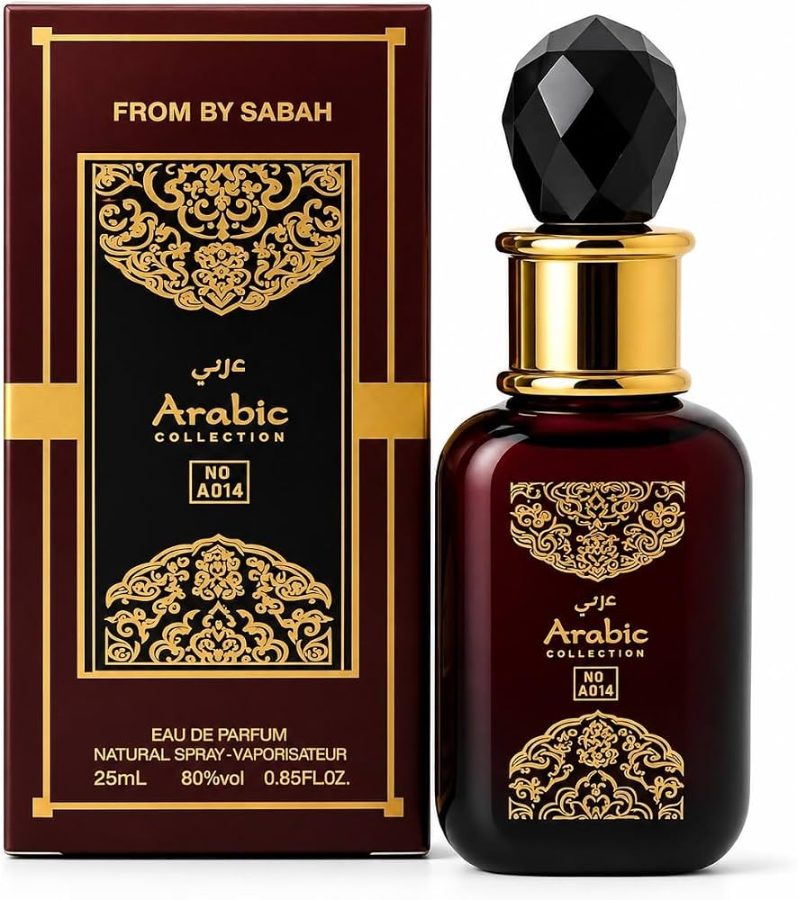 FROM BY SABAH
عربي
Arabic
COLLECTION
NO
A014
EAU DE PARFUM
NATURAL SPRAY-VAPORISATEUR
25mL 80%vol 0.85FL.OZ.
عربي
Arabic
COLLECTION
NO
A014